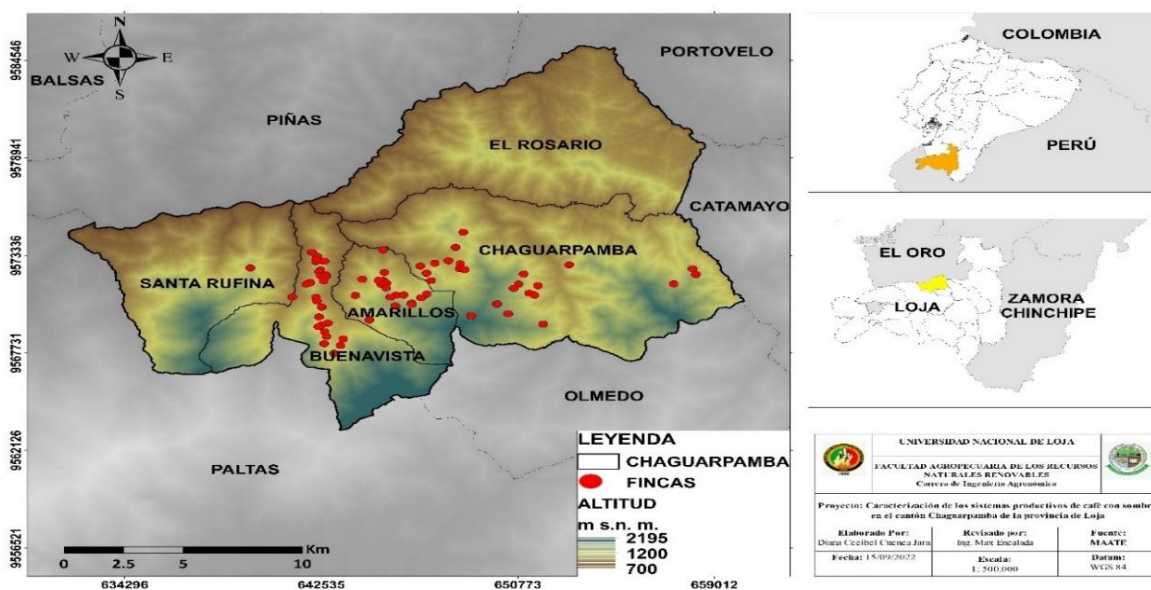 N
W E
S
9584546
9578941
9573336
9567731
9562126
9556521
BALSAS
PIÑAS
PORTOVELO
EL ROSARIO
CATAMAYO
CHAGUARPAMBA
SANTA RUFINA
AMARILLOS
BUENAVISTA
OLMEDO
PALTAS
LEYENDA
CHAGUARPAMBA
FINCAS
ALTITUD
m s.n. m.
2195
1200
700
Km
0 2.5 5 10
634296 642535 650773 659012
COLOMBIA
PERÚ
EL ORO
LOJA
ZAMORA
CHINCHIPE
UNIVERSIDAD NACIONAL DE LOJA
FACULTAD AGROPECUARIA DE LOS RECURSOS
NATURALES RENOVABLES
Carrera de Ingeniería Agronómica
Proyecto: Caracterización de los sistemas productivos de café con sombr
en el cantón Chaguarpamba de la provincia de Loja
Elaborado Por:
Diana Cecibel Cuenca Jara
Revisado por:
Ing. Max Encalada
Fuente:
MAATE
Fecha: 15/09/2022
Escala:
1: 500.000
Datum:
WGS 84